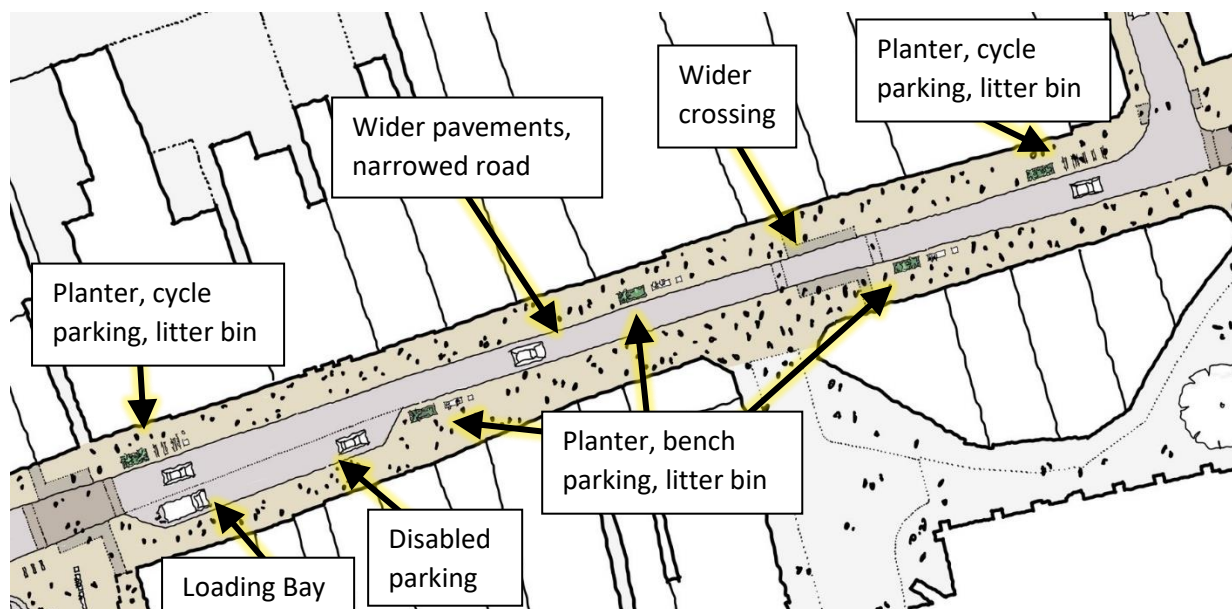 Planter, cycle
parking, litter bin
Wider
crossing
Wider pavements,
narrowed road
Planter, cycle
parking, litter bin
Planter, bench
parking, litter bin
Disabled
parking
Loading Bay